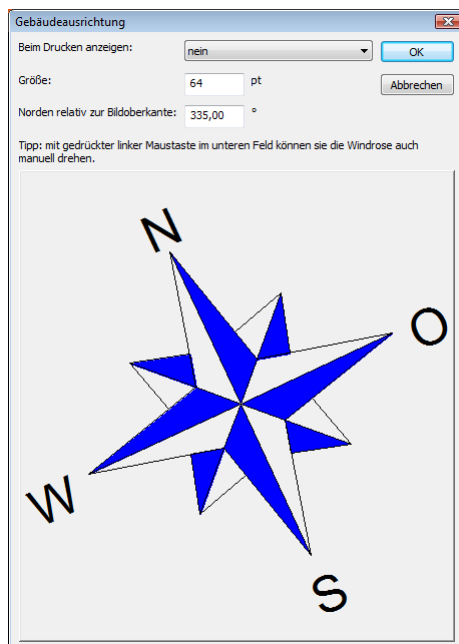 Gebäudeausrichtung
Beim Drucken anzeigen: nein OK
Größe: 64 pt Abbrechen
Norden relativ zur Bildoberkante: 335,00 °
Tipp: mit gedrückter linker Maustaste im unteren Feld können sie die Windrose auch
manuell drehen.
N
O
W
S